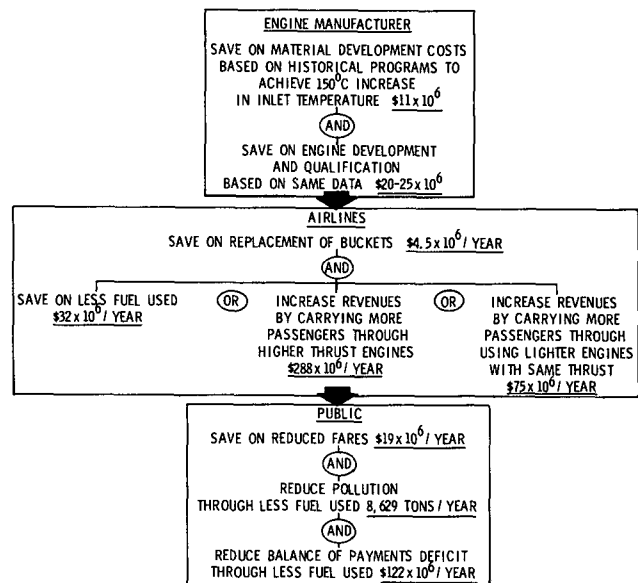 ENGINE MANUFACTURER
SAVE ON MATERIAL DEVELOPMENT COSTS
BASED ON HISTORICAL PROGRAMS TO
ACHIEVE 150⁰C INCREASE
IN INLET TEMPERATURE $11 x 10⁶
AND
SAVE ON ENGINE DEVELOPMENT
AND QUALIFICATION
BASED ON SAME DATA $20-25 x 10⁶
AIRLINES
SAVE ON REPLACEMENT OF BUCKETS $4.5 x 10⁶ / YEAR
AND
SAVE ON LESS FUEL USED
$32 x 10⁶ / YEAR
OR
INCREASE REVENUES
BY CARRYING MORE
PASSENGERS THROUGH
HIGHER THRUST ENGINES
$288 x 10⁶ / YEAR
OR
INCREASE REVENUES
BY CARRYING MORE
PASSENGERS THROUGH
USING LIGHTER ENGINES
WITH SAME THRUST
$75 x 10⁶ / YEAR
PUBLIC
SAVE ON REDUCED FARES $19 x 10⁶ / YEAR
AND
REDUCE POLLUTION
THROUGH LESS FUEL USED 8,629 TONS / YEAR
AND
REDUCE BALANCE OF PAYMENTS DEFICIT
THROUGH LESS FUEL USED $122 x 10⁶ / YEAR